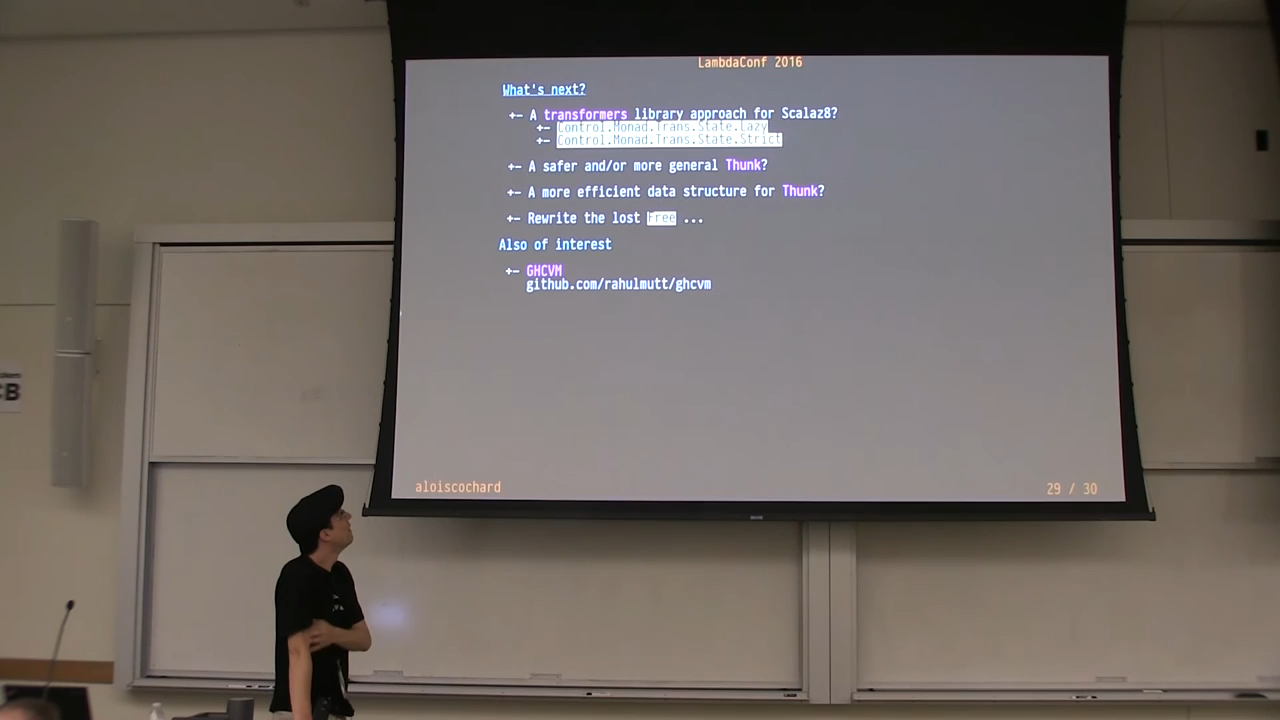 LambdaConf 2016
What's next?
+- A transformers library approach for Scalaz8?
+- Control.Monad.Trans.State.Lazy
+- Control.Monad.Trans.State.Strict
+- A safer and/or more general Thunk?
+- A more efficient data structure for Thunk?
+- Rewrite the lost Free ...
Also of interest
+- GHCVM
github.com/rahulmutt/ghcvm
aloiscochard
29 / 30